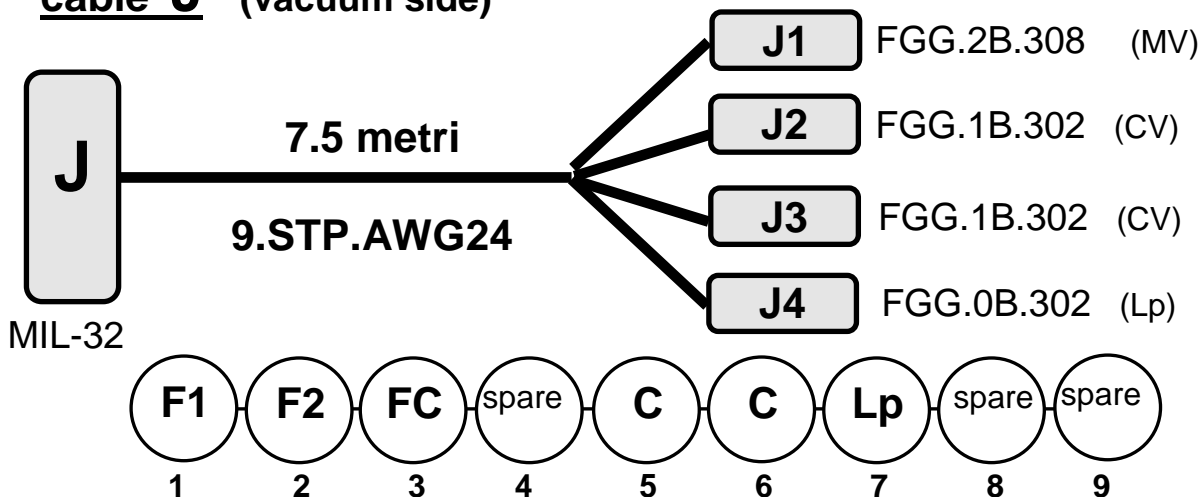 cable J (vacuum side)
J1 FGG.2B.308 (MV)
J2 FGG.1B.302 (CV)
J 7.5 metri
J3 FGG.1B.302 (CV)
9.STP.AWG24
J4 FGG.0B.302 (Lp)
MIL-32
F1 F2 FC spare C C Lp spare spare
1 2 3 4 5 6 7 8 9